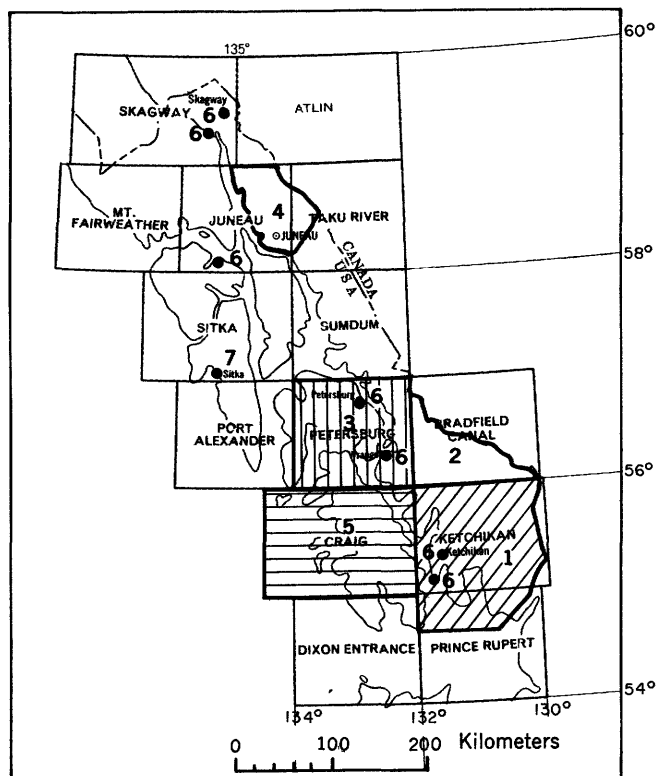 60°
135°
Skagway
SKAGWAY 6
6
ATLIN
MT.
FAIRWEATHER
JUNEAU 4
JUNEAU
TAKU RIVER
6
CANADA
USA
58°
SITKA
SUMDUM
7
Sitka
Petersburg 6
3
PORT
ALEXANDER
PETERSBURG
6
BRADFIELD
CANAL
2
56°
5
CRAIG
KETCHIKAN
6 Ketchikan
1
6
DIXON ENTRANCE
PRINCE RUPERT
54°
134°
132°
130°
0 100 200 Kilometers